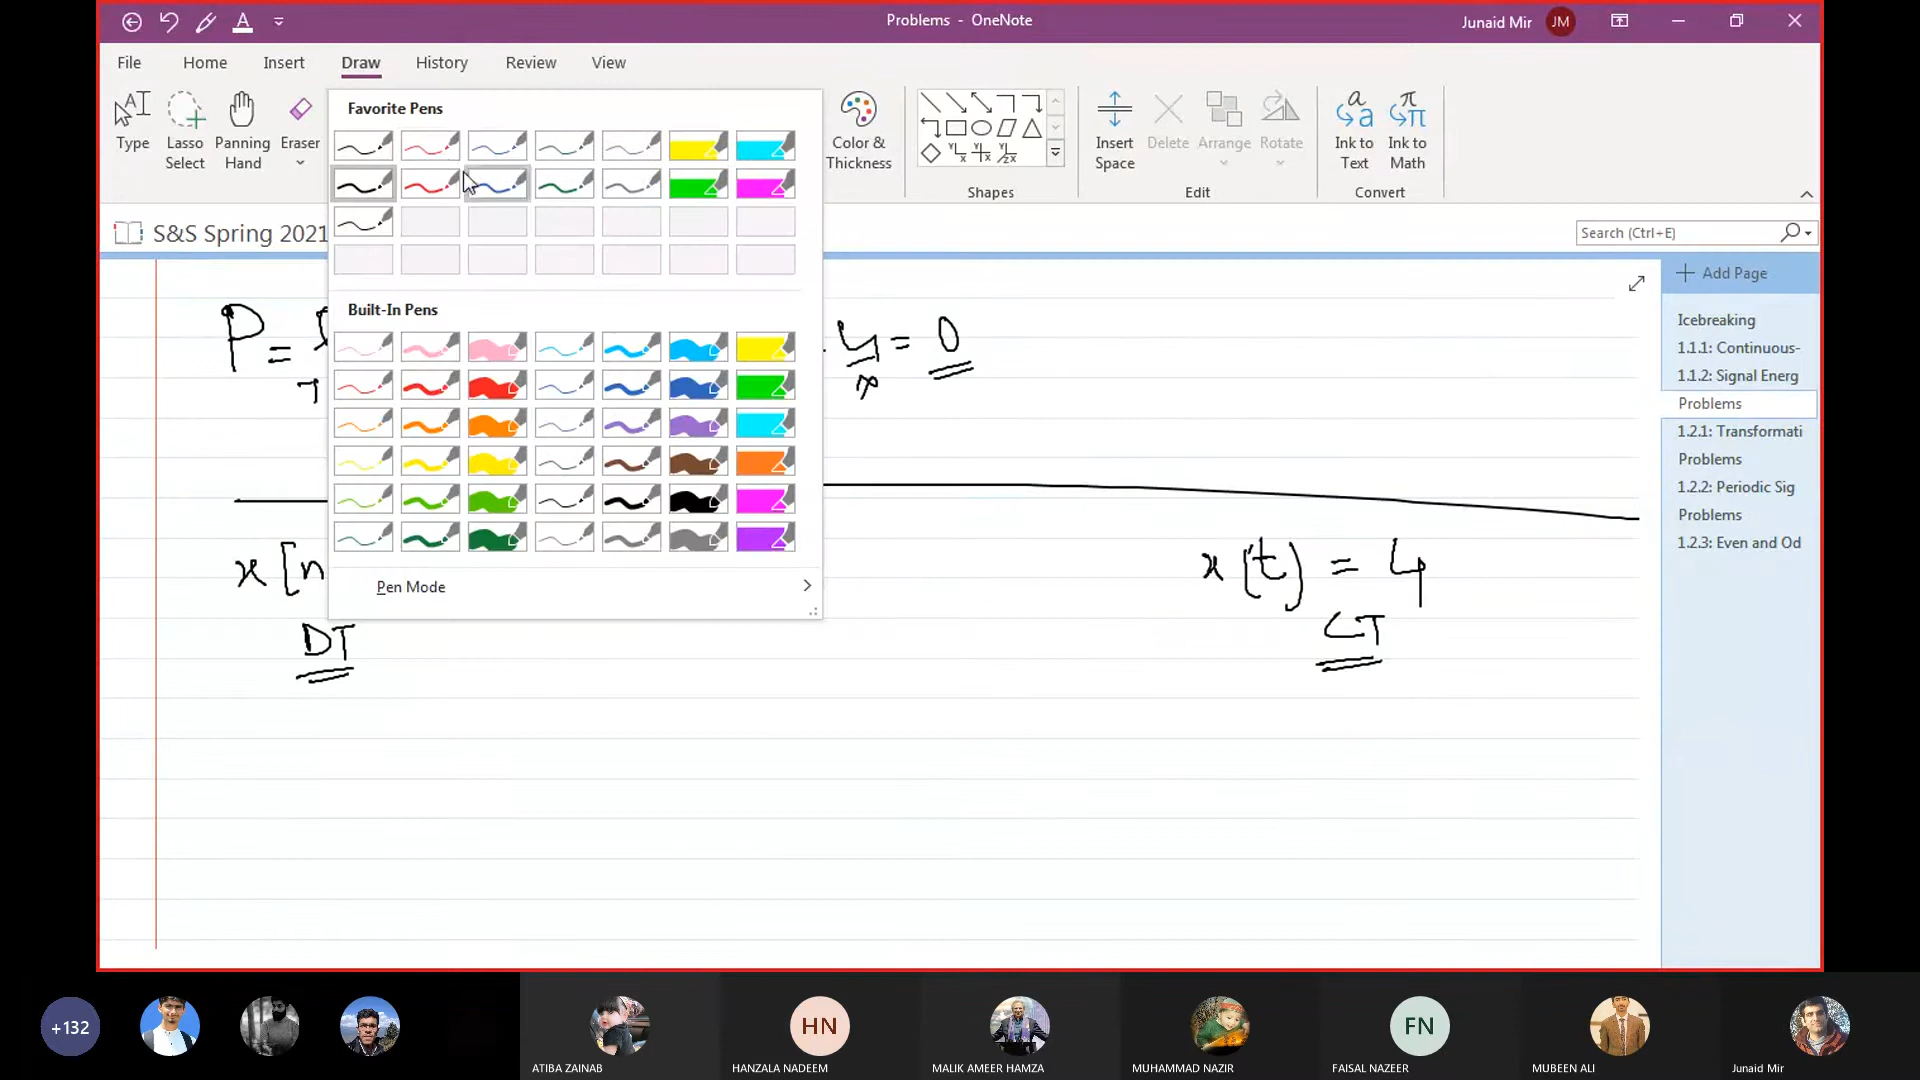 Problems - OneNote
Junaid Mir
JM
File
Home
Insert
Draw
History
Review
View
Type
Lasso Select
Panning Hand
Eraser
Color & Thickness
Shapes
Insert Space
Delete
Arrange
Rotate
Edit
Ink to Text
Ink to Math
Convert
Favorite Pens
Built-In Pens
Pen Mode
S&S Spring 2021
Search (Ctrl+E)
Add Page
Icebreaking
1.1.1: Continuous-
1.1.2: Signal Energ
Problems
1.2.1: Transformati
Problems
1.2.2: Periodic Sig
Problems
1.2.3: Even and Od
P =
= 0
x[n
DT
x(t) = 4
CT
+132
HN
FN
ATIBA ZAINAB
HANZALA NADEEM
MALIK AMEER HAMZA
MUHAMMAD NAZIR
FAISAL NAZEER
MUBEEN ALI
Junaid Mir